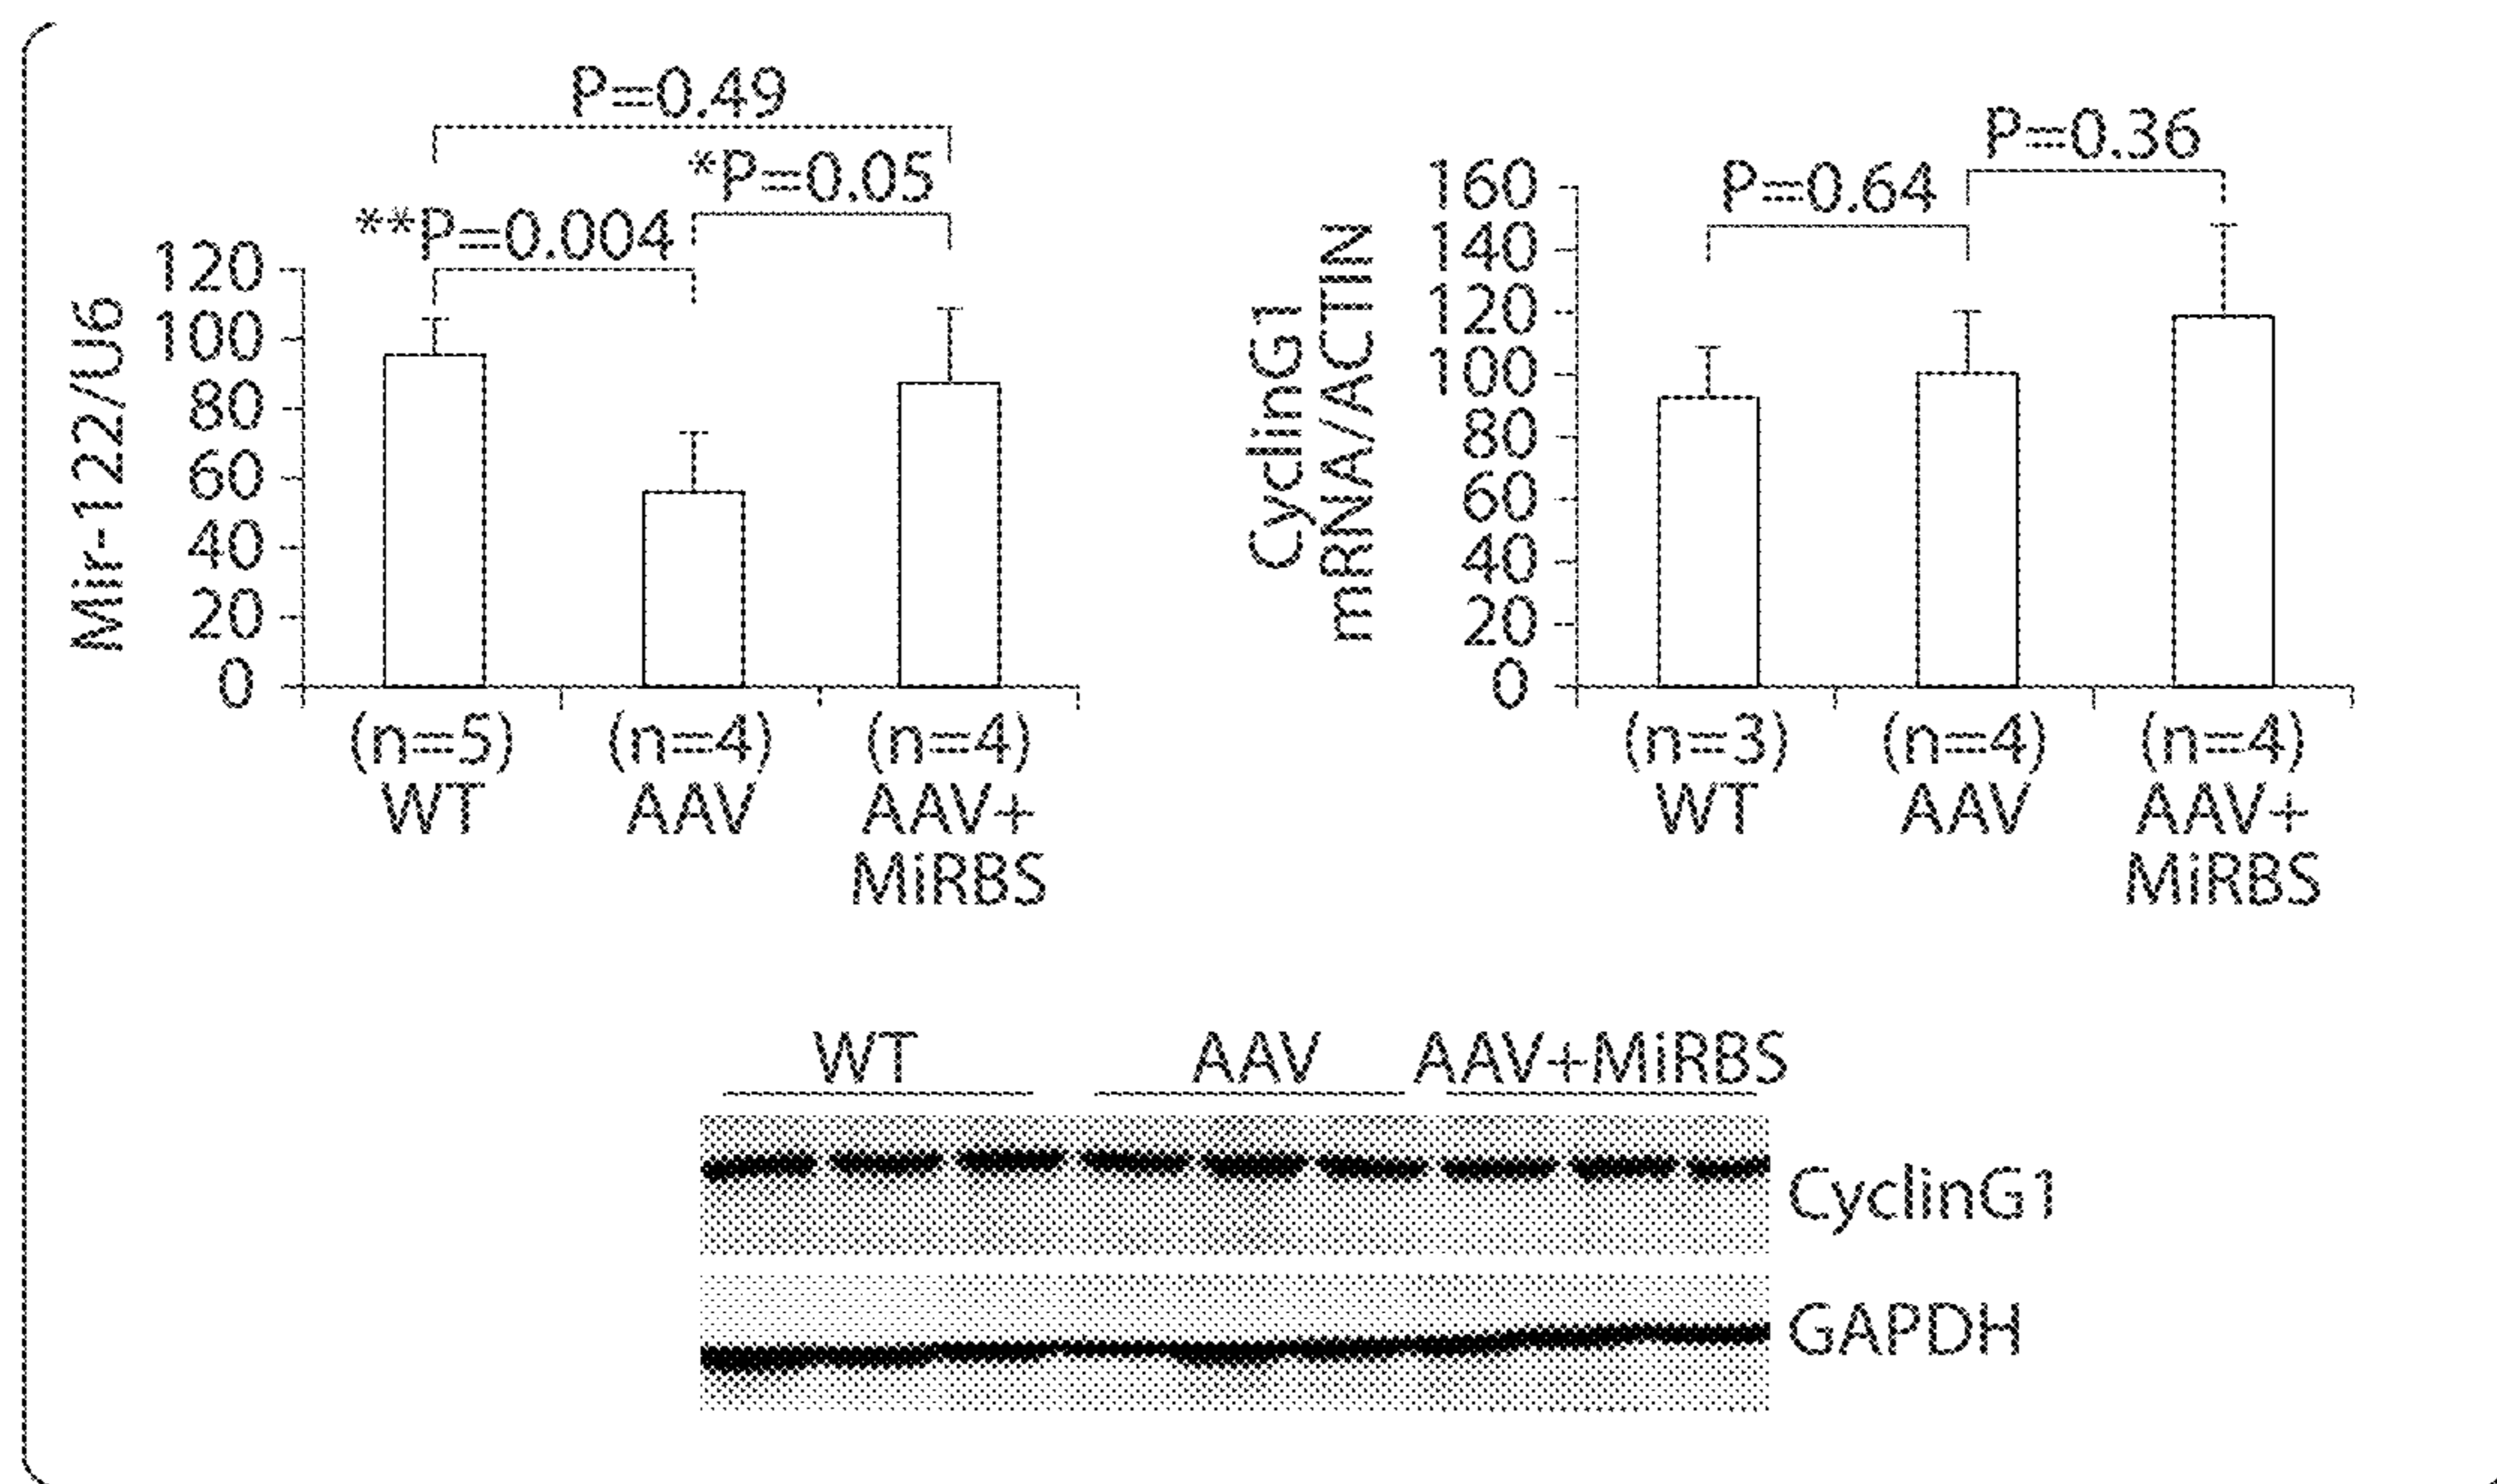 P=0.49
*P=0.05
**P=0.004
Mir-122/U6
120
100
80
60
40
20
0
(n=5)
WT
(n=4)
AAV
(n=4)
AAV+
MiRBS
P=0.36
P=0.64
CyclinG1
mRNA/ACTIN
160
140
120
100
80
60
40
20
0
(n=3)
WT
(n=4)
AAV
(n=4)
AAV+
MiRBS
WT
AAV
AAV+MiRBS
CyclinG1
GAPDH